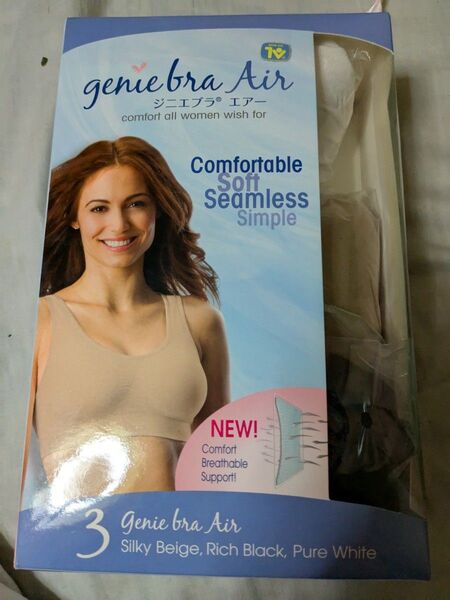 genie bra Air
ジニエブラ® エアー
comfort all women wish for
TV
Comfortable
Soft
Seamless
Simple
NEW!
Comfort
Breathable
Support!
3 Genie bra Air
Silky Beige, Rich Black, Pure White